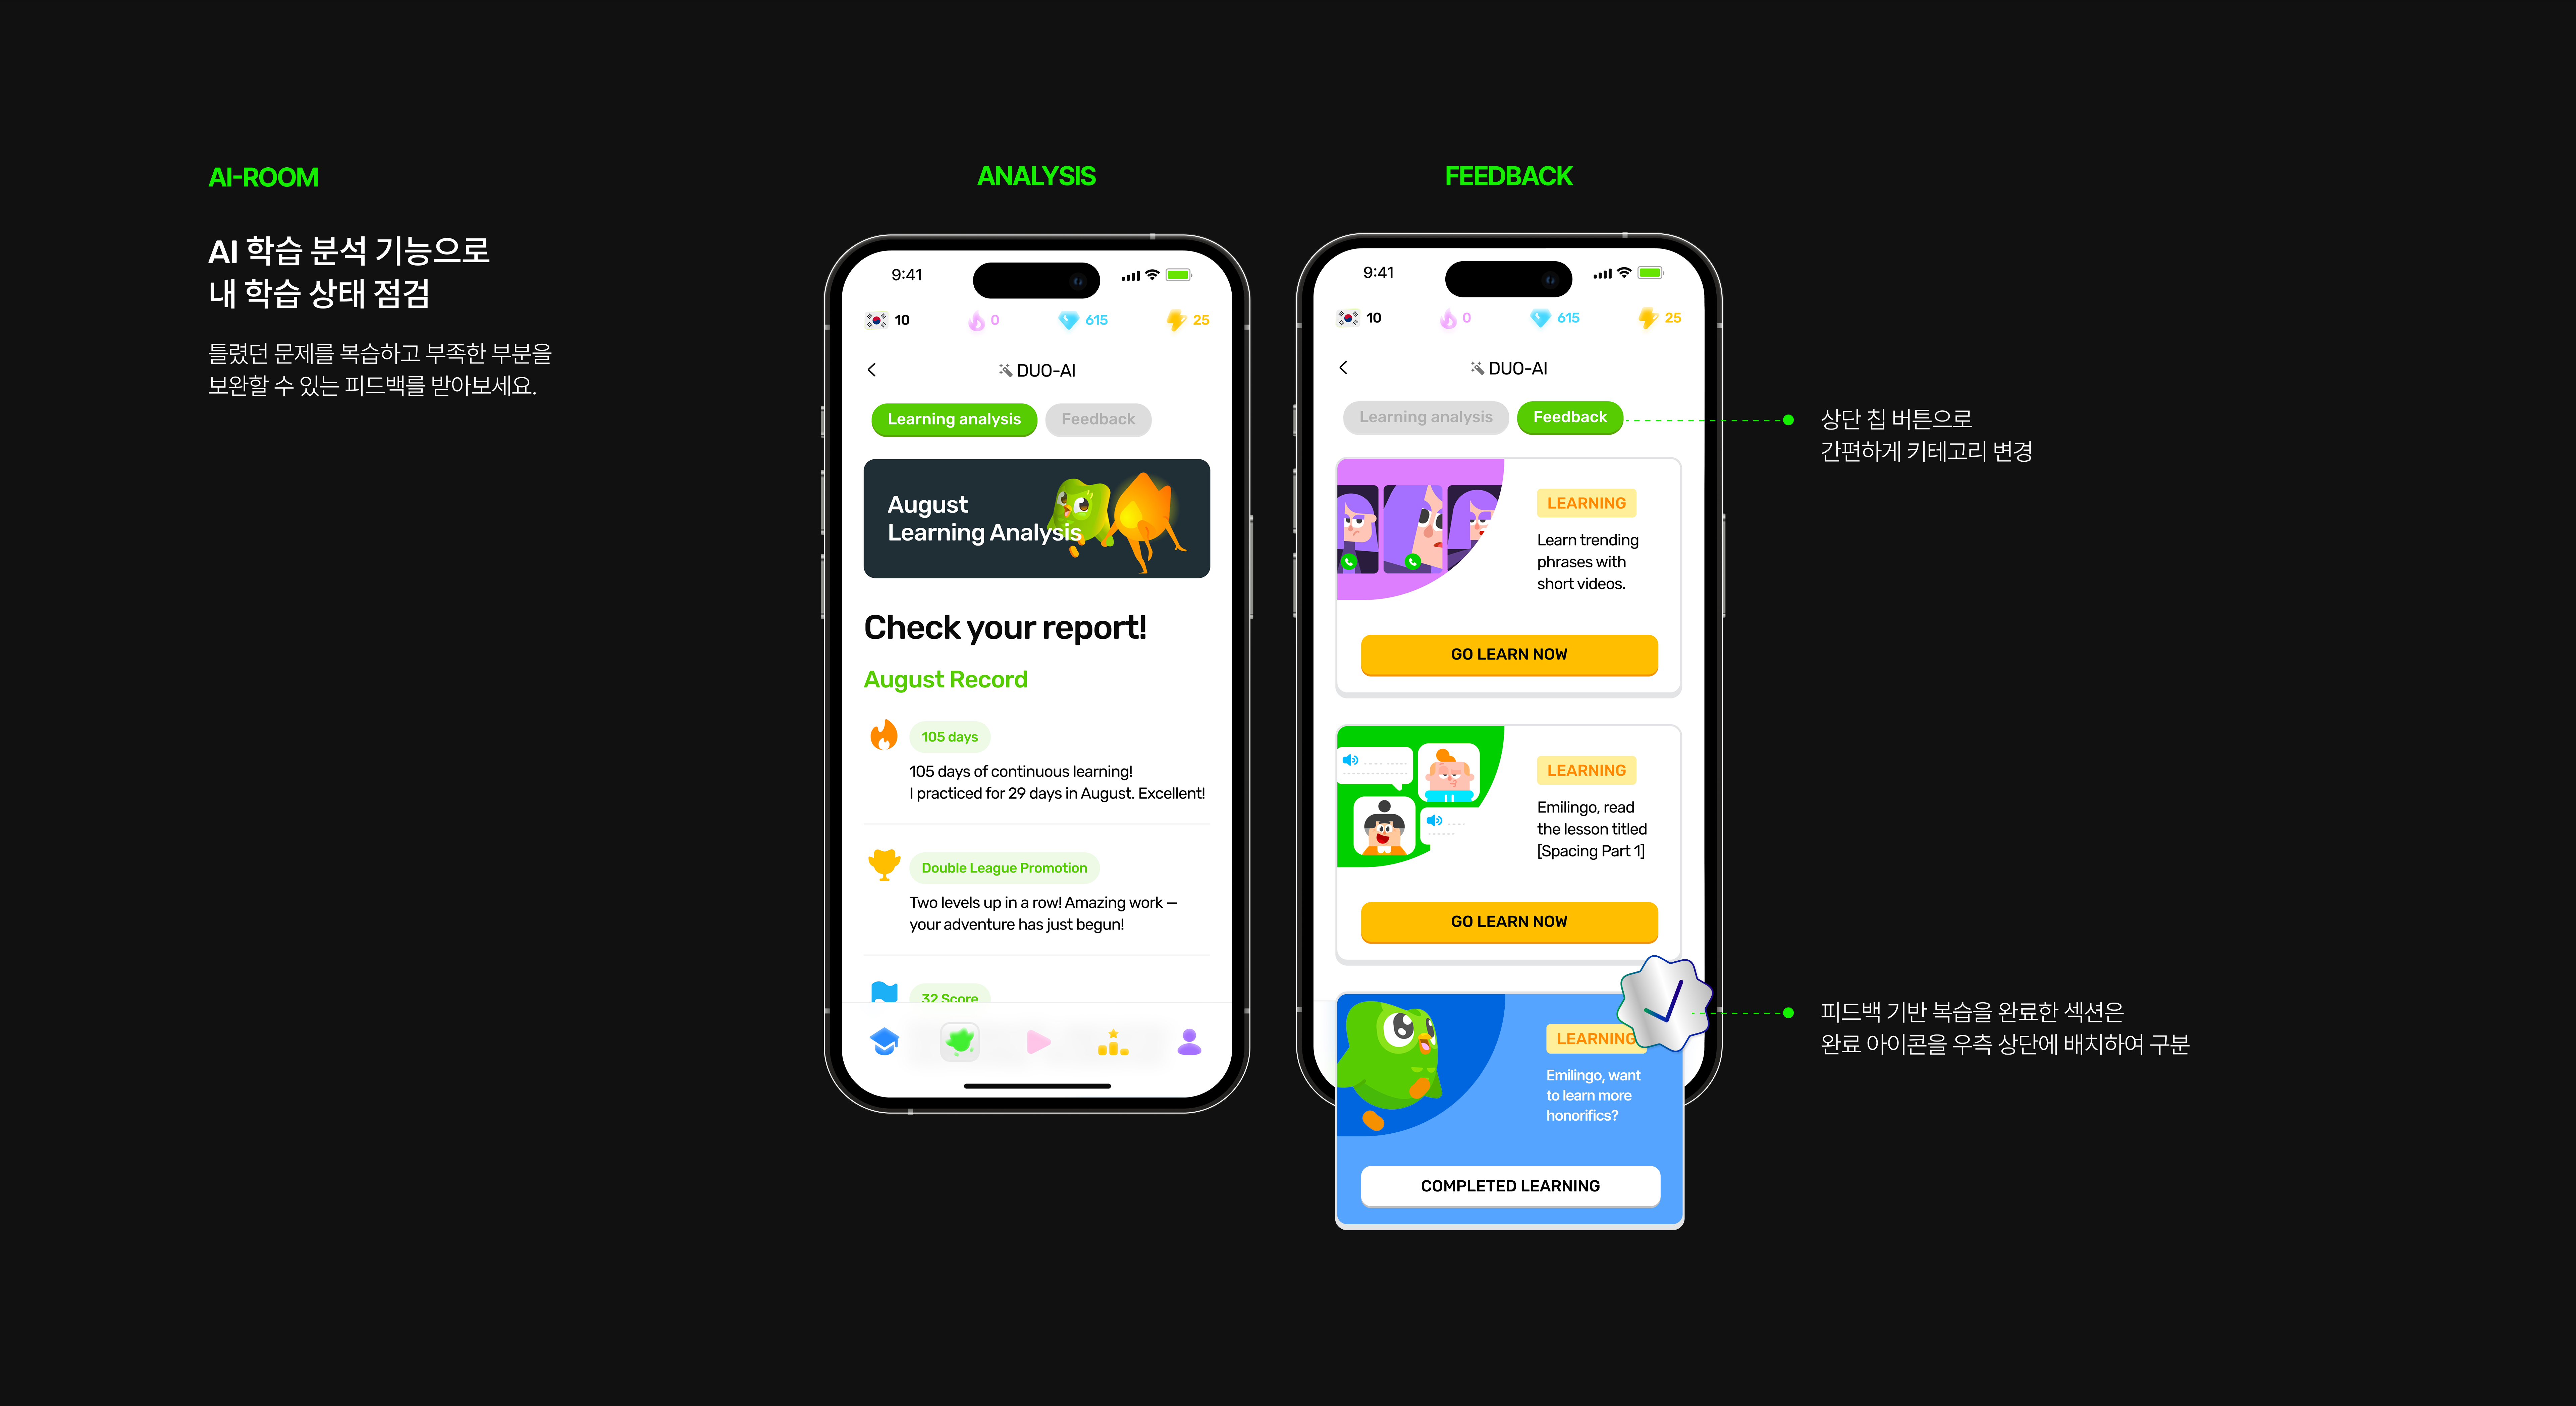 AI-ROOM
AI 학습 분석 기능으로
내 학습 상태 점검
틀렸던 문제를 복습하고 부족한 부분을
보완할 수 있는 피드백를 받아보세요.
ANALYSIS
9:41
10
0
615
25
DUO-AI
Learning analysis
Feedback
August
Learning Analysis
Check your report!
August Record
105 days
105 days of continuous learning!
I practiced for 29 days in August. Excellent!
Double League Promotion
Two levels up in a row! Amazing work –
your adventure has just begun!
32 Score
FEEDBACK
9:41
10
0
615
25
DUO-AI
Learning analysis
Feedback
LEARNING
Learn trending
phrases with
short videos.
GO LEARN NOW
LEARNING
Emilingo, read
the lesson titled
[Spacing Part 1]
GO LEARN NOW
LEARNING
Emilingo, want
to learn more
honorifics?
COMPLETED LEARNING
상단 칩 버튼으로
간편하게 키테고리 변경
피드백 기반 복습을 완료한 섹션은
완료 아이콘을 우측 상단에 배치하여 구분